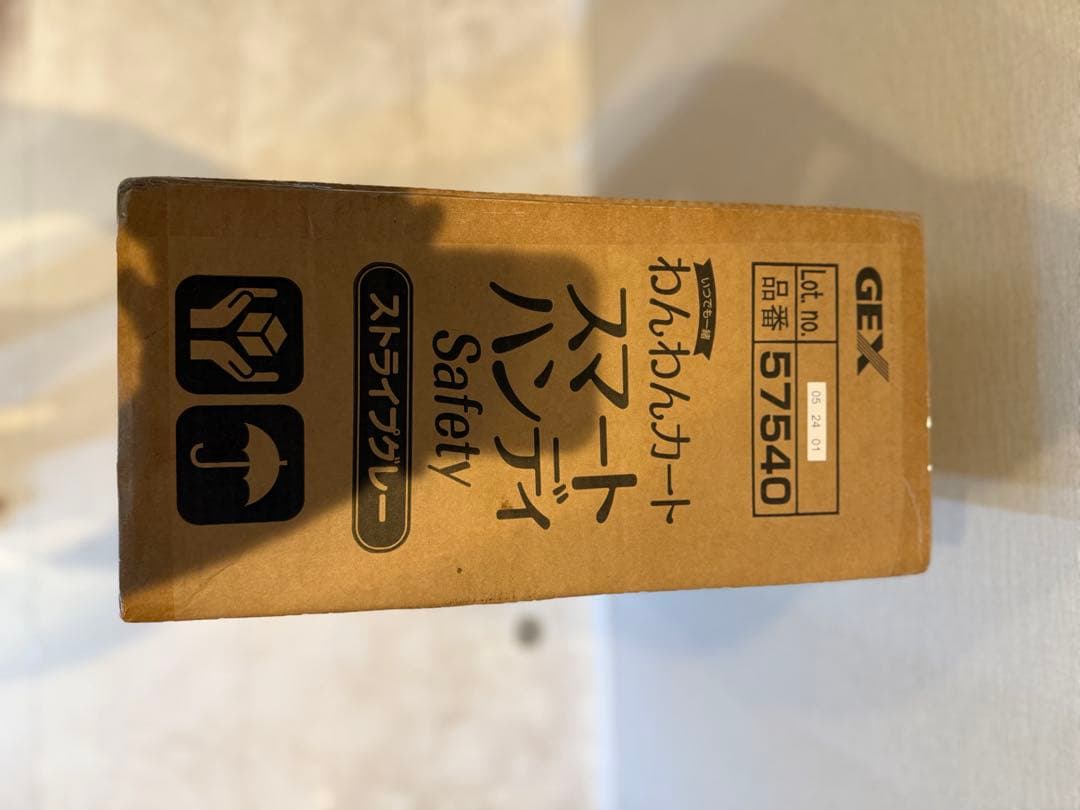 GEX
Lot. no. 05 24 01
品番 57540
いつでも一緒
わんわんカート
スマート
ハンディ
Safety
ストライプグレー